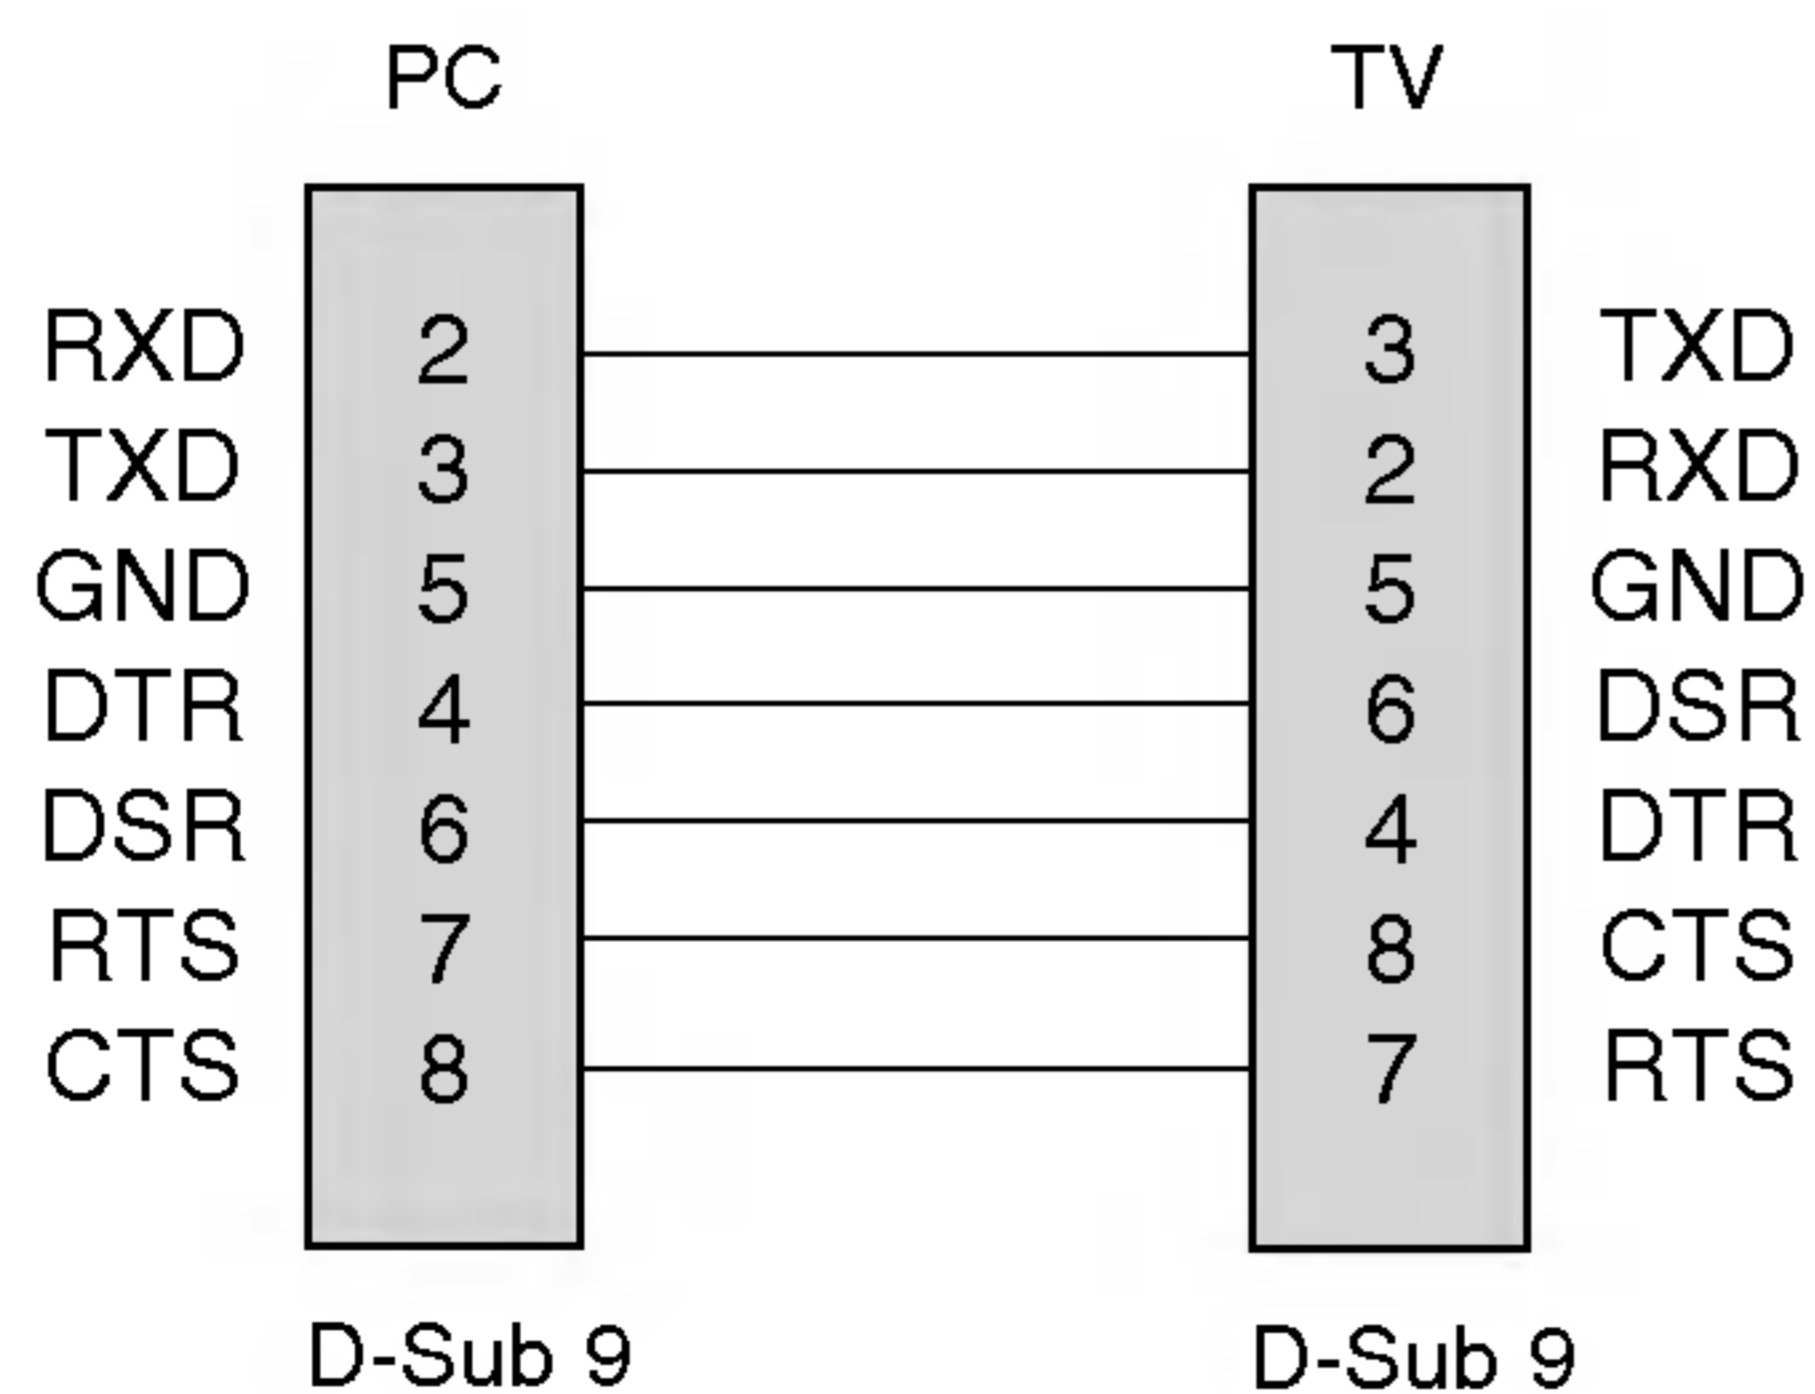 PC TV
RXD 2 3 TXD
TXD 3 2 RXD
GND 5 5 GND
DTR 4 6 DSR
DSR 6 4 DTR
RTS 7 8 CTS
CTS 8 7 RTS
D-Sub 9 D-Sub 9